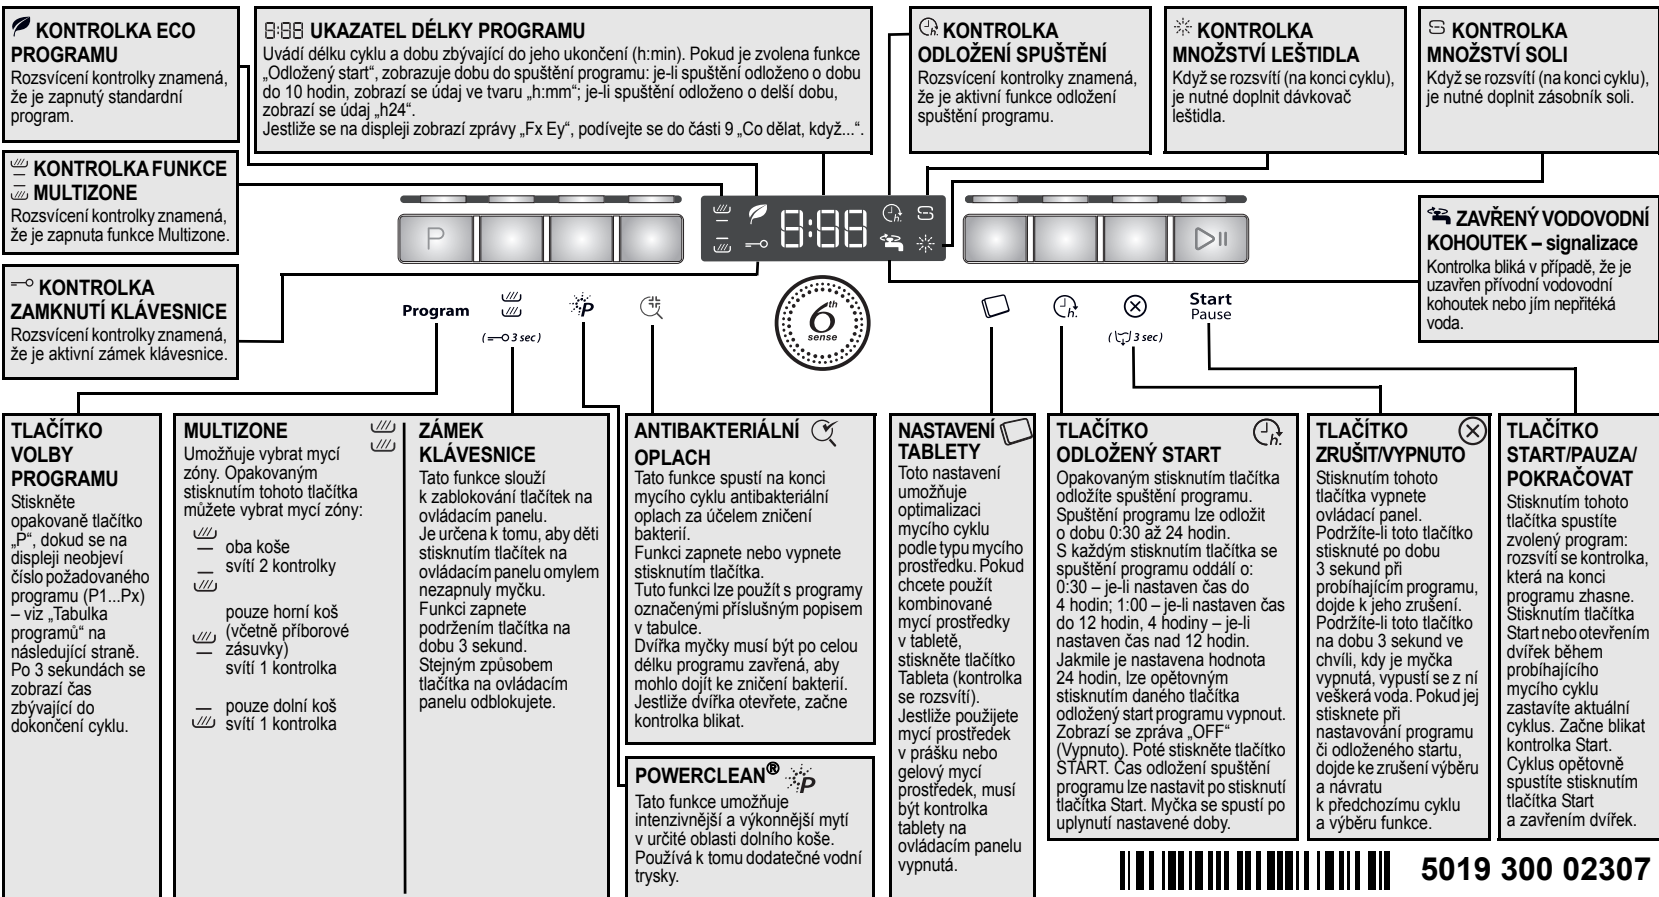 KONTROLKA ECO
PROGRAMU
Rozsvícení kontrolky znamená,
že je zapnutý standardní
program.
8:88 UKAZATEL DÉLKY PROGRAMU
Uvádí délku cyklu a dobu zbývající do jeho ukončení (h:min). Pokud je zvolena funkce
„Odložený start“, zobrazuje dobu do spuštění programu: je-li spuštění odloženo o dobu
do 10 hodin, zobrazí se údaj ve tvaru „h:mm“; je-li spuštění odloženo o delší dobu,
zobrazí se údaj „h24“.
Jestliže se na displeji zobrazí zprávy „Fx Ey“, podívejte se do části 9 „Co dělat, když...“.
h. KONTROLKA
ODLOŽENÍ SPUŠTĚNÍ
Rozsvícení kontrolky znamená,
že je aktivní funkce odložení
spuštění programu.
KONTROLKA
MNOŽSTVÍ LEŠTIDLA
Když se rozsvítí (na konci cyklu),
je nutné doplnit dávkovač
leštidla.
KONTROLKA
MNOŽSTVÍ SOLI
Když se rozsvítí (na konci cyklu),
je nutné doplnit zásobník soli.
KONTROLKA FUNKCE
MULTIZONE
Rozsvícení kontrolky znamená,
že je zapnuta funkce Multizone.
KONTROLKA
ZAMKNUTÍ KLÁVESNICE
Rozsvícení kontrolky znamená,
že je aktivní zámek klávesnice.
P
8:88
h.
ZAVŘENÝ VODOVODNÍ
KOHOUTEK – signalizace
Kontrolka bliká v případě, že je
uzavřen přívodní vodovodní
kohoutek nebo jím nepřitéká
voda.
Program
(3 sec)
P
6th
sense
h.
(3 sec)
Start
Pause
TLAČÍTKO
VOLBY
PROGRAMU
Stiskněte
opakovaně tlačítko
„P“, dokud se na
displeji neobjeví
číslo požadovaného
programu (P1...Px)
– viz „Tabulka
programů“ na
následující straně.
Po 3 sekundách se
zobrazí čas
zbývající do
dokončení cyklu.
MULTIZONE
Umožňuje vybrat mycí
zóny. Opakovaným
stisknutím tohoto tlačítka
můžete vybrat mycí zóny:
oba koše
svítí 2 kontrolky
pouze horní koš
(včetně příborové
zásuvky)
svítí 1 kontrolka
pouze dolní koš
svítí 1 kontrolka
ZÁMEK
KLÁVESNICE
Tato funkce slouží
k zablokování tlačítek na
ovládacím panelu.
Je určena k tomu, aby děti
stisknutím tlačítek na
ovládacím panelu omylem
nezapnuly myčku.
Funkci zapnete
podržením tlačítka na
dobu 3 sekund.
Stejným způsobem
tlačítka na ovládacím
panelu odblokujete.
ANTIBAKTERIÁLNÍ
OPLACH
Tato funkce spustí na konci
mycího cyklu antibakteriální
oplach za účelem zničení
bakterií.
Funkci zapnete nebo vypnete
stisknutím tlačítka.
Tuto funkci lze použít s programy
označenými příslušným popisem
v tabulce.
Dvířka myčky musí být po celou
délku programu zavřená, aby
mohlo dojít ke zničení bakterií.
Jestliže dvířka otevřete, začne
kontrolka blikat.
POWERCLEAN® P
Tato funkce umožňuje
intenzivnější a výkonnější mytí
v určité oblasti dolního koše.
Používá k tomu dodatečné vodní
trysky.
NASTAVENÍ
TABLETY
Toto nastavení
umožňuje
optimalizaci
mycího cyklu
podle typu mycího
prostředku. Pokud
chcete použít
kombinované
mycí prostředky
v tabletě,
stiskněte tlačítko
Tableta (kontrolka
se rozsvítí).
Jestliže použijete
mycí prostředek
v prášku nebo
gelový mycí
prostředek, musí
být kontrolka
tablety na
ovládacím panelu
vypnutá.
TLAČÍTKO h.
ODLOŽENÝ START
Opakovaným stisknutím tlačítka
odložíte spuštění programu.
Spuštění programu lze odložit
o dobu 0:30 až 24 hodin.
S každým stisknutím tlačítka se
spuštění programu oddálí o:
0:30 – je-li nastaven čas do
4 hodin; 1:00 – je-li nastaven čas
do 12 hodin, 4 hodiny – je-li
nastaven čas nad 12 hodin.
Jakmile je nastavena hodnota
24 hodin, lze opětovným
stisknutím daného tlačítka
odložený start programu vypnout.
Zobrazí se zpráva „OFF“
(Vypnuto). Poté stiskněte tlačítko
START. Čas odložení spuštění
programu lze nastavit po stisknutí
tlačítka Start. Myčka se spustí po
uplynutí nastavené doby.
TLAČÍTKO
ZRUŠIT/VYPNUTO
Stisknutím tohoto
tlačítka vypnete
ovládací panel.
Podržíte-li toto tlačítko
stisknuté po dobu
3 sekund při
probíhajícím programu,
dojde k jeho zrušení.
Podržíte-li toto tlačítko
na dobu 3 sekund ve
chvíli, kdy je myčka
vypnutá, vypustí se z ní
veškerá voda. Pokud jej
stisknete při
nastavování programu
či odloženého startu,
dojde ke zrušení výběru
a návratu
k předchozímu cyklu
a výběru funkce.
TLAČÍTKO
START/PAUZA/
POKRAČOVAT
Stisknutím tohoto
tlačítka spustíte
zvolený program:
rozsvítí se kontrolka,
která na konci
programu zhasne.
Stisknutím tlačítka
Start nebo otevřením
dvířek během
probíhajícího
mycího cyklu
zastavíte aktuální
cyklus. Začne blikat
kontrolka Start.
Cyklus opětovně
spustíte stisknutím
tlačítka Start
a zavřením dvířek.
5019 300 02307